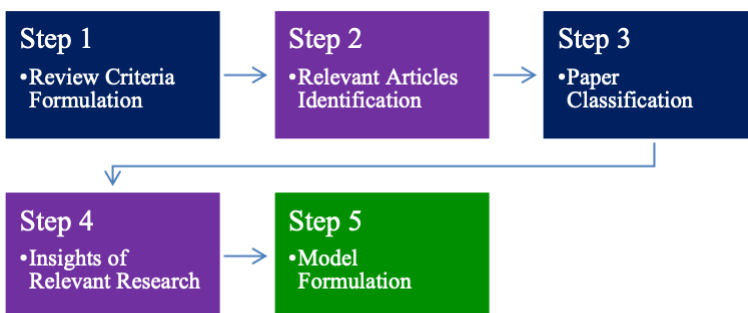 Step 1
•Review Criteria
Formulation
Step 2
•Relevant Articles
Identification
Step 3
•Paper
Classification
Step 4
•Insights of
Relevant Research
Step 5
•Model
Formulation